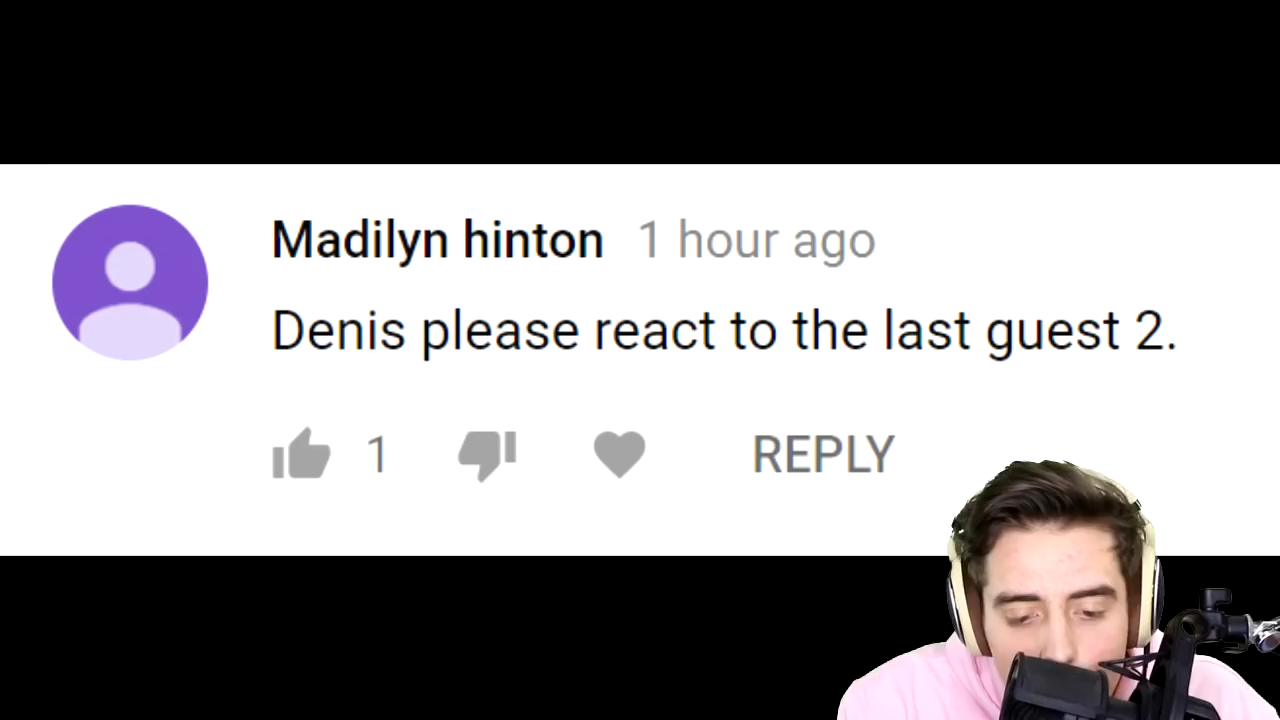 Madilyn hinton 1 hour ago
Denis please react to the last guest 2.
1 REPLY